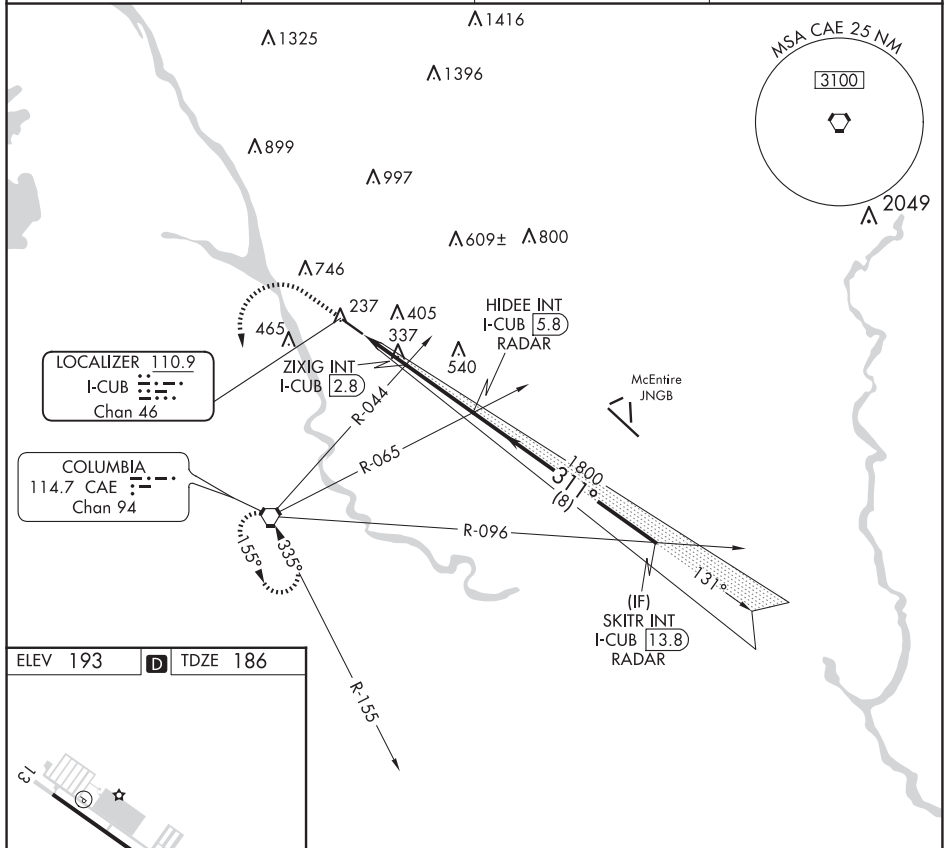 1416
1325
1396
MSA CAE 25 NM
3100
899
997
2049
609± 800
746
237
405
465
337
540
HIDEE INT
I-CUB 5.8
RADAR
LOCALIZER 110.9
I-CUB
Chan 46
ZIXIG INT
I-CUB 2.8
McEntire
JNGB
R-044
R-065
COLUMBIA
114.7 CAE
Chan 94
1800
311°
(8)
R-096
155°
335°
131°
(IF)
SKITR INT
I-CUB 13.8
RADAR
R-155
ELEV 193 D TDZE 186
13
P